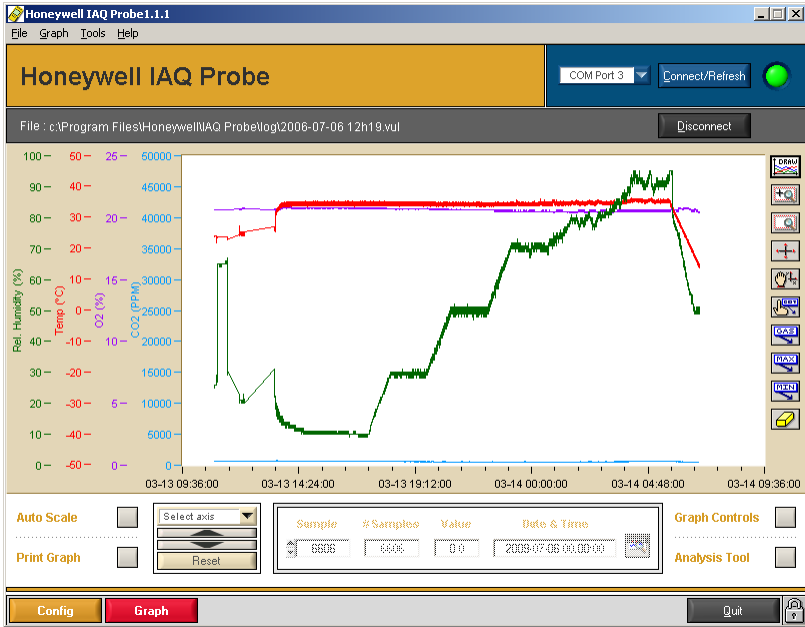 Honeywell IAQ Probe1.1.1
File Graph Tools Help
Honeywell IAQ Probe
COM Port 3
Connect/Refresh
File : c:\Program Files\Honeywell\IAQ Probe\log\2006-07-06 12h19.vul
Disconnect
100 50 25 50000
90 40 45000
80 30 20 40000
70 20 35000
60 10 15 30000
50 0 25000
40 -10 10 20000
30 -20 15000
20 -30 5 10000
10 -40 5000
0 -50 0 0
Rel. Humidity (%)
Temp (°C)
O2 (%)
CO2 (PPM)
03-13 09:36:00 03-13 14:24:00 03-13 19:12:00 03-14 00:00:00 03-14 04:48:00 03-14 09:36:00
DRAW
GAS
MAX
MIN
Auto Scale
Print Graph
Select axis
Reset
Sample #Samples Value Date & Time
6606 6606 0.0 2009-07-06 00:00:00
Graph Controls
Analysis Tool
Config
Graph
Quit